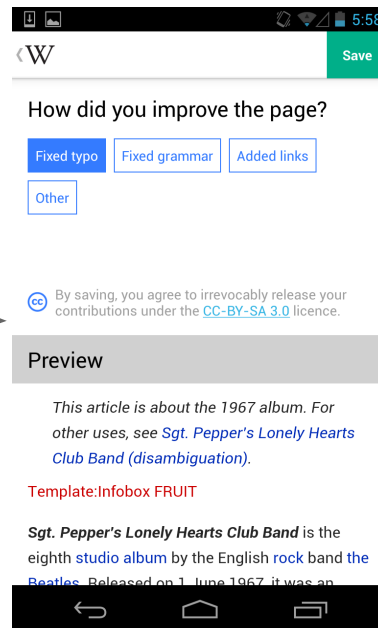 5:58
W
Save
How did you improve the page?
Fixed typo Fixed grammar Added links
Other
cc By saving, you agree to irrevocably release your
contributions under the CC-BY-SA 3.0 licence.
Preview
This article is about the 1967 album. For
other uses, see Sgt. Pepper's Lonely Hearts
Club Band (disambiguation).
Template:Infobox FRUIT
Sgt. Pepper's Lonely Hearts Club Band is the
eighth studio album by the English rock band the
Beatles. Released on 1 June 1967, it was an